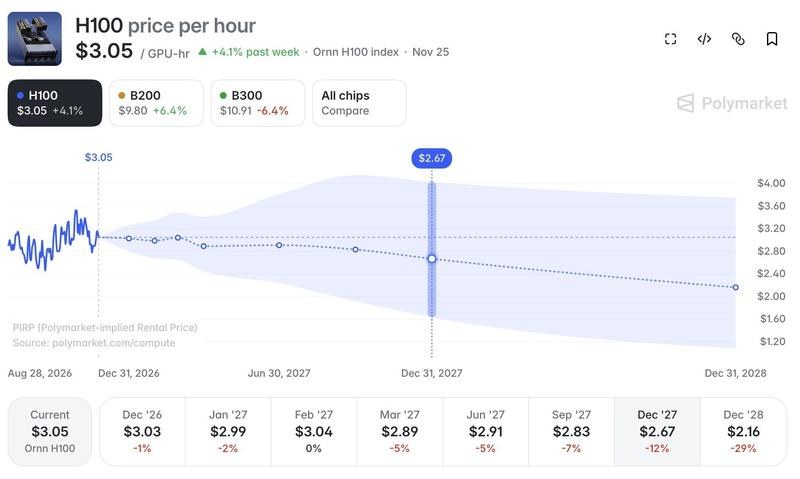 H100 price per hour
$3.05 / GPU-hr ▲ +4.1% past week · Ornn H100 index · Nov 25
H100
$3.05 +4.1%
B200
$9.80 +6.4%
B300
$10.91 -6.4%
All chips
Compare
Polymarket
$3.05
$2.67
$4.00
$3.60
$3.20
$2.80
$2.40
$2.00
$1.60
$1.20
PIRP (Polymarket-implied Rental Price)
Source: polymarket.com/compute
Aug 28, 2026
Dec 31, 2026
Jun 30, 2027
Dec 31, 2027
Dec 31, 2028
Current
$3.05
Ornn H100
Dec '26
$3.03
-1%
Jan '27
$2.99
-2%
Feb '27
$3.04
0%
Mar '27
$2.89
-5%
Jun '27
$2.91
-5%
Sep '27
$2.83
-7%
Dec '27
$2.67
-12%
Dec '28
$2.16
-29%